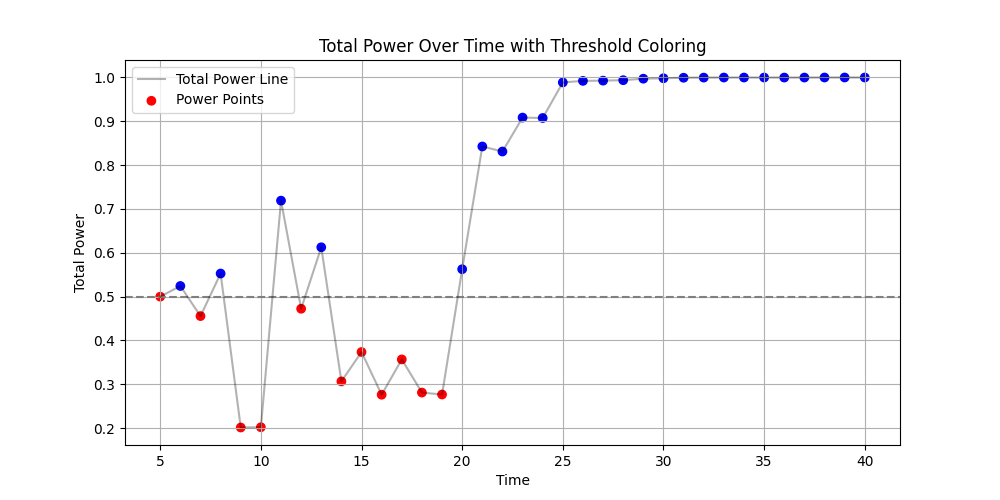 Total Power Over Time with Threshold Coloring
Total Power Line
Power Points
Total Power
1.0
0.9
0.8
0.7
0.6
0.5
0.4
0.3
0.2
5 10 15 20 25 30 35 40
Time